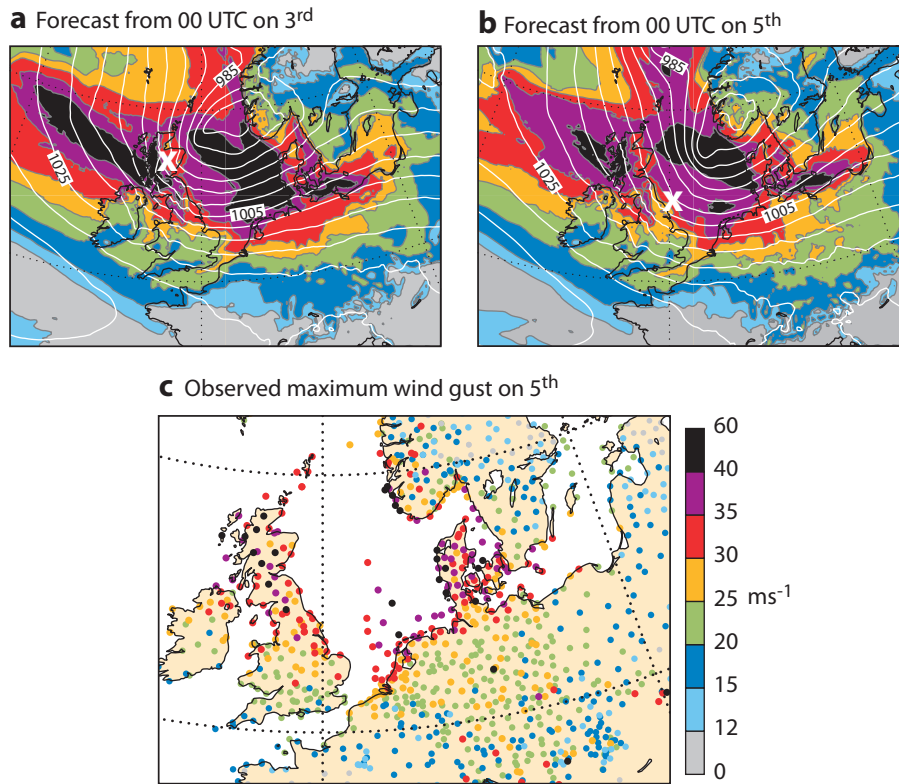 a Forecast from 00 UTC on 3rd
b Forecast from 00 UTC on 5th
985
1025
X
1005
985
1025
X
1005
c Observed maximum wind gust on 5th
60
40
35
30
25
ms-1
20
15
12
0